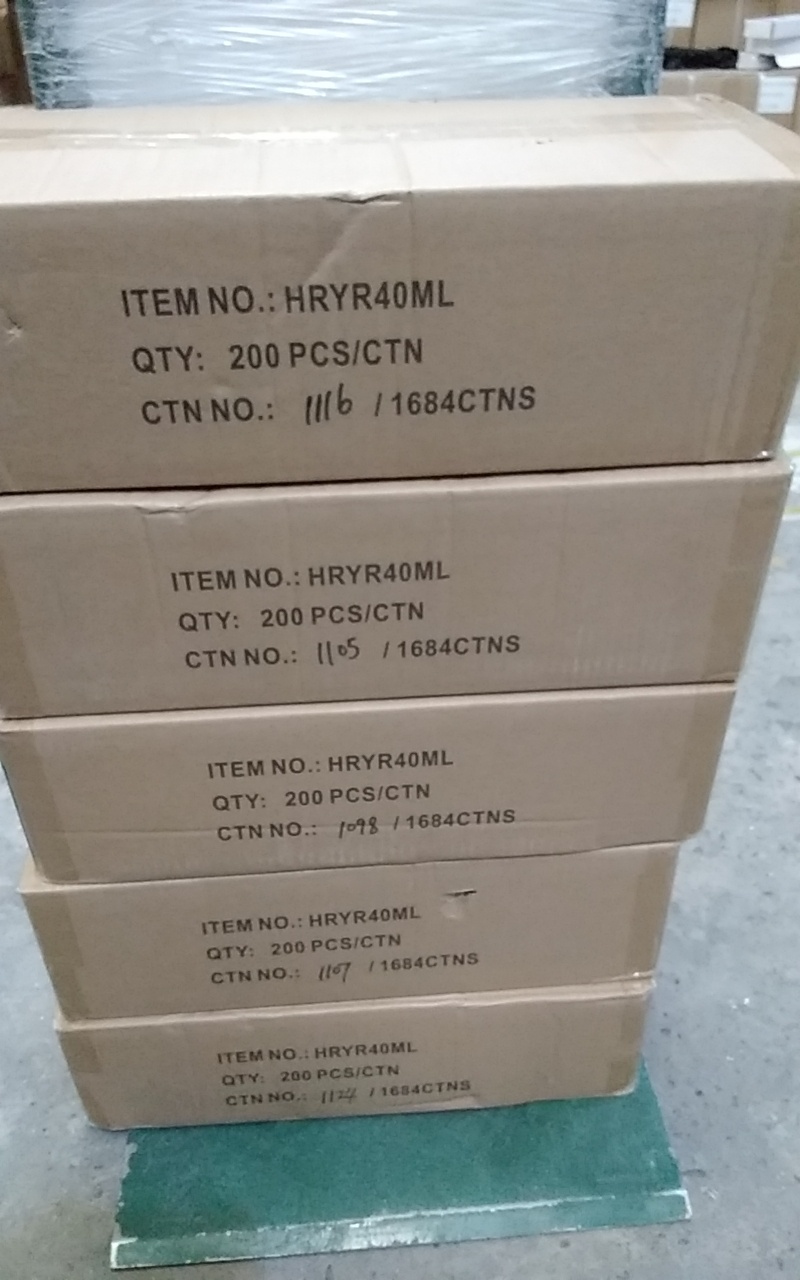 ITEM NO.: HRYR40ML
QTY: 200 PCS/CTN
CTN NO.: 1116 / 1684CTNS
ITEM NO.: HRYR40ML
QTY: 200 PCS/CTN
CTN NO.: 1105 / 1684CTNS
ITEM NO.: HRYR40ML
QTY: 200 PCS/CTN
CTN NO.: 1098 / 1684CTNS
ITEM NO.: HRYR40ML
QTY: 200 PCS/CTN
CTN NO.: 1107 / 1684CTNS
ITEM NO.: HRYR40ML
QTY: 200 PCS/CTN
CTN NO.: / 1684CTNS